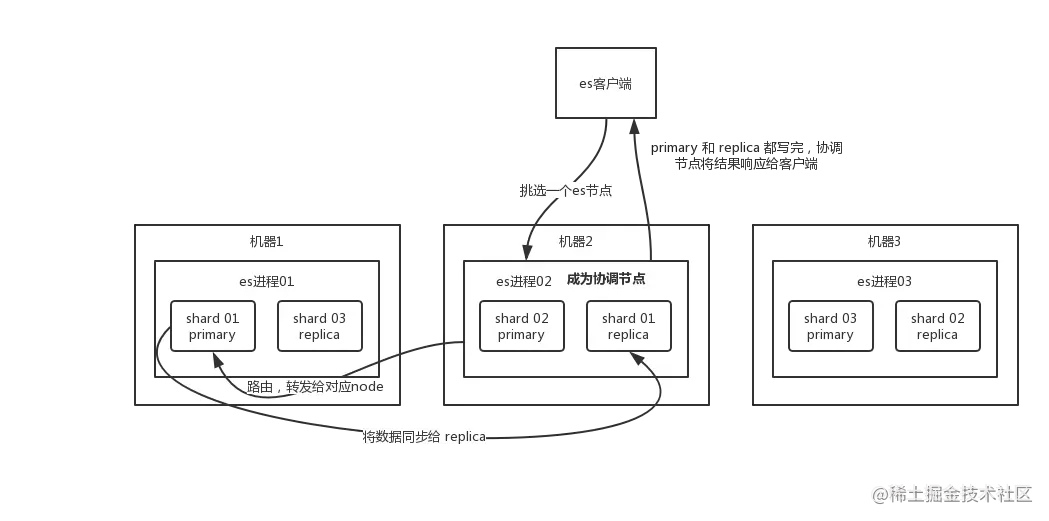 es客户端
primary 和 replica 都写完，协调
节点将结果响应给客户端
挑选一个es节点
机器1
es进程01
shard 01
primary
shard 03
replica
机器2
es进程02
成为协调节点
shard 02
primary
shard 01
replica
机器3
es进程03
shard 03
primary
shard 02
replica
路由，转发给对应node
将数据同步给 replica
@稀土掘金技术社区